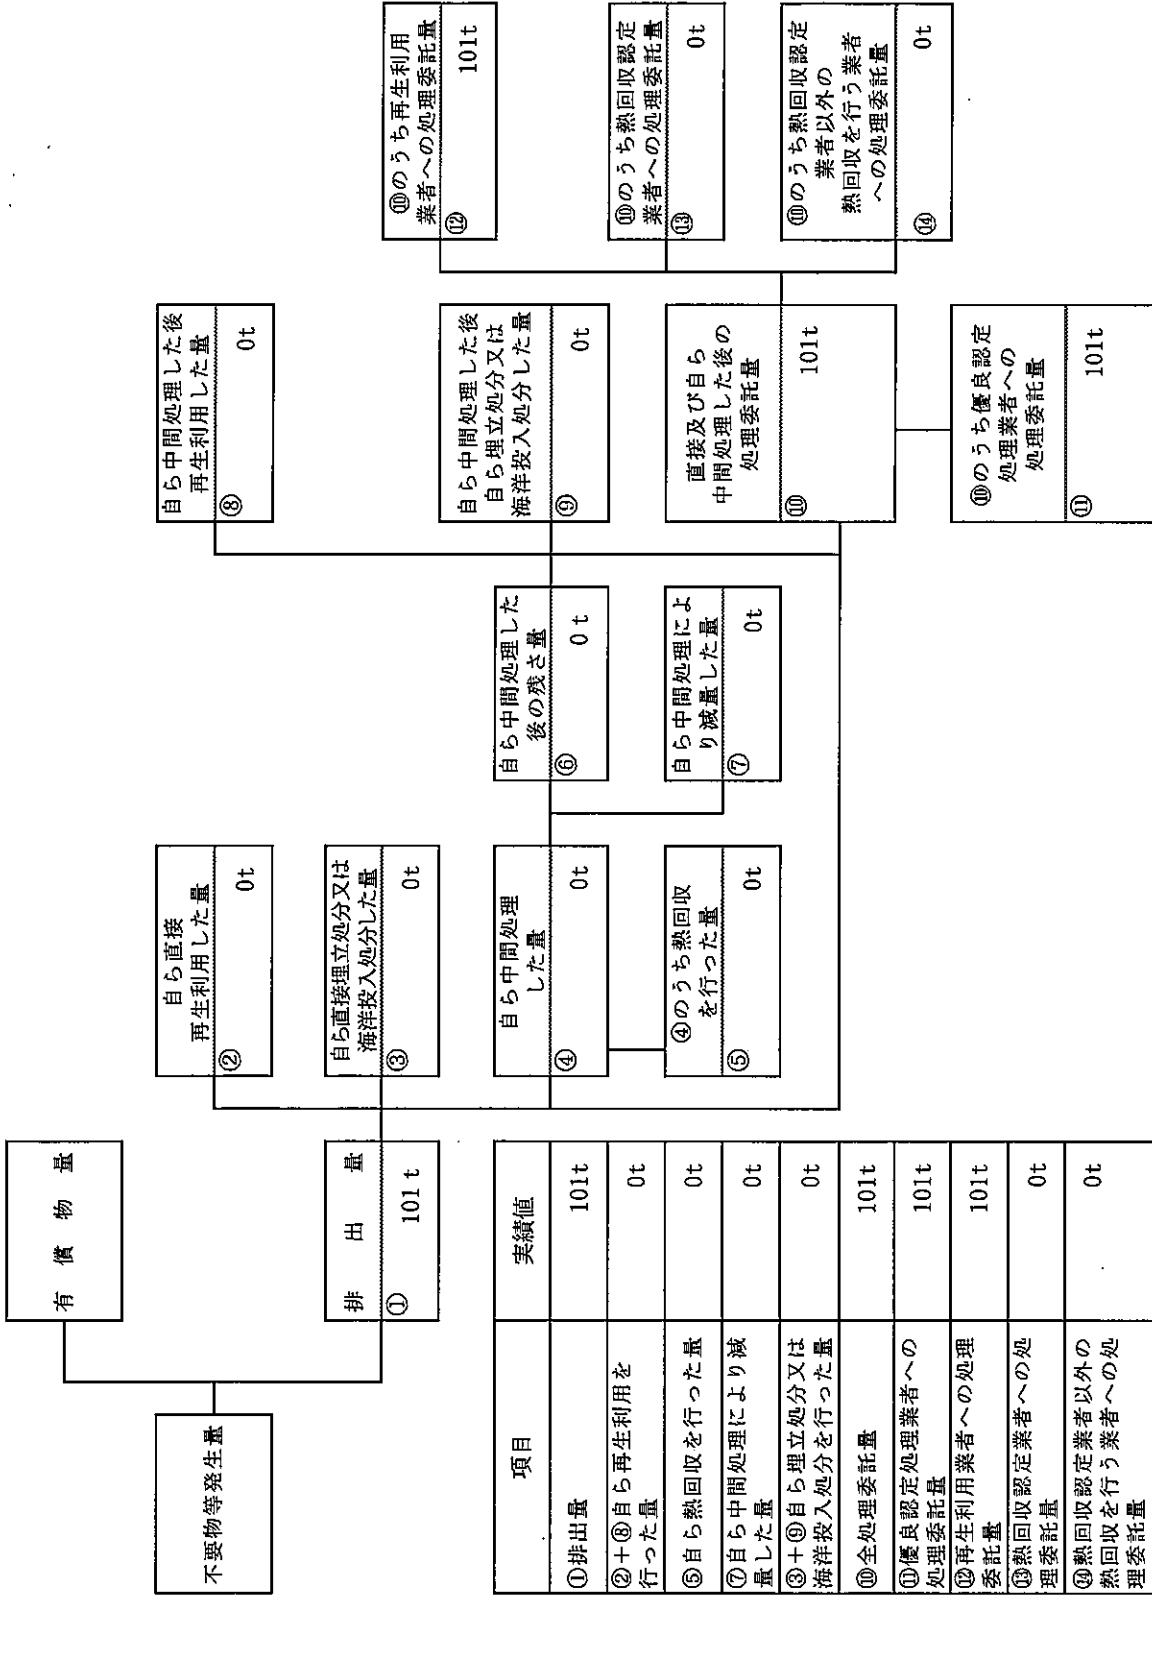 不要物等発生量
有償物量
排出量
① 101 t
自ら直接
再生利用した量
② 0t
自ら直接埋立処分又は
海洋投入処分した量
③ 0t
自ら中間処理
した量
④ 0t
④のうち熱回収
を行った量
⑤ 0t
自ら中間処理した
後の残さ量
⑥ 0 t
自ら中間処理によ
り減量した量
⑦ 0t
自ら中間処理した後
再生利用した量
⑧ 0t
自ら中間処理した後
自ら埋立処分又は
海洋投入処分した量
⑨ 0t
直接及び自ら
中間処理した後の
処理委託量
⑩ 101t
⑩のうち優良認定
処理業者への
処理委託量
⑪ 101t
⑩のうち再生利用
業者への処理委託量
⑫ 101t
⑩のうち熱回収認定
業者への処理委託量
⑬ 0t
⑩のうち熱回収認定
業者以外の
熱回収を行う業者
への処理委託量
⑭ 0t
項目 実績値
①排出量 101t
②+⑧自ら再生利用を
行った量 0t
⑤自ら熱回収を行った量 0t
⑦自ら中間処理により減
量した量 0t
③+⑨自ら埋立処分又は
海洋投入処分を行った量 0t
⑩全処理委託量 101t
⑪優良認定処理業者への
処理委託量 101t
⑫再生利用業者への処理
委託量 101t
⑬熱回収認定業者への処
理委託量 0t
⑭熱回収認定業者以外の
熱回収を行う業者への処
理委託量 0t